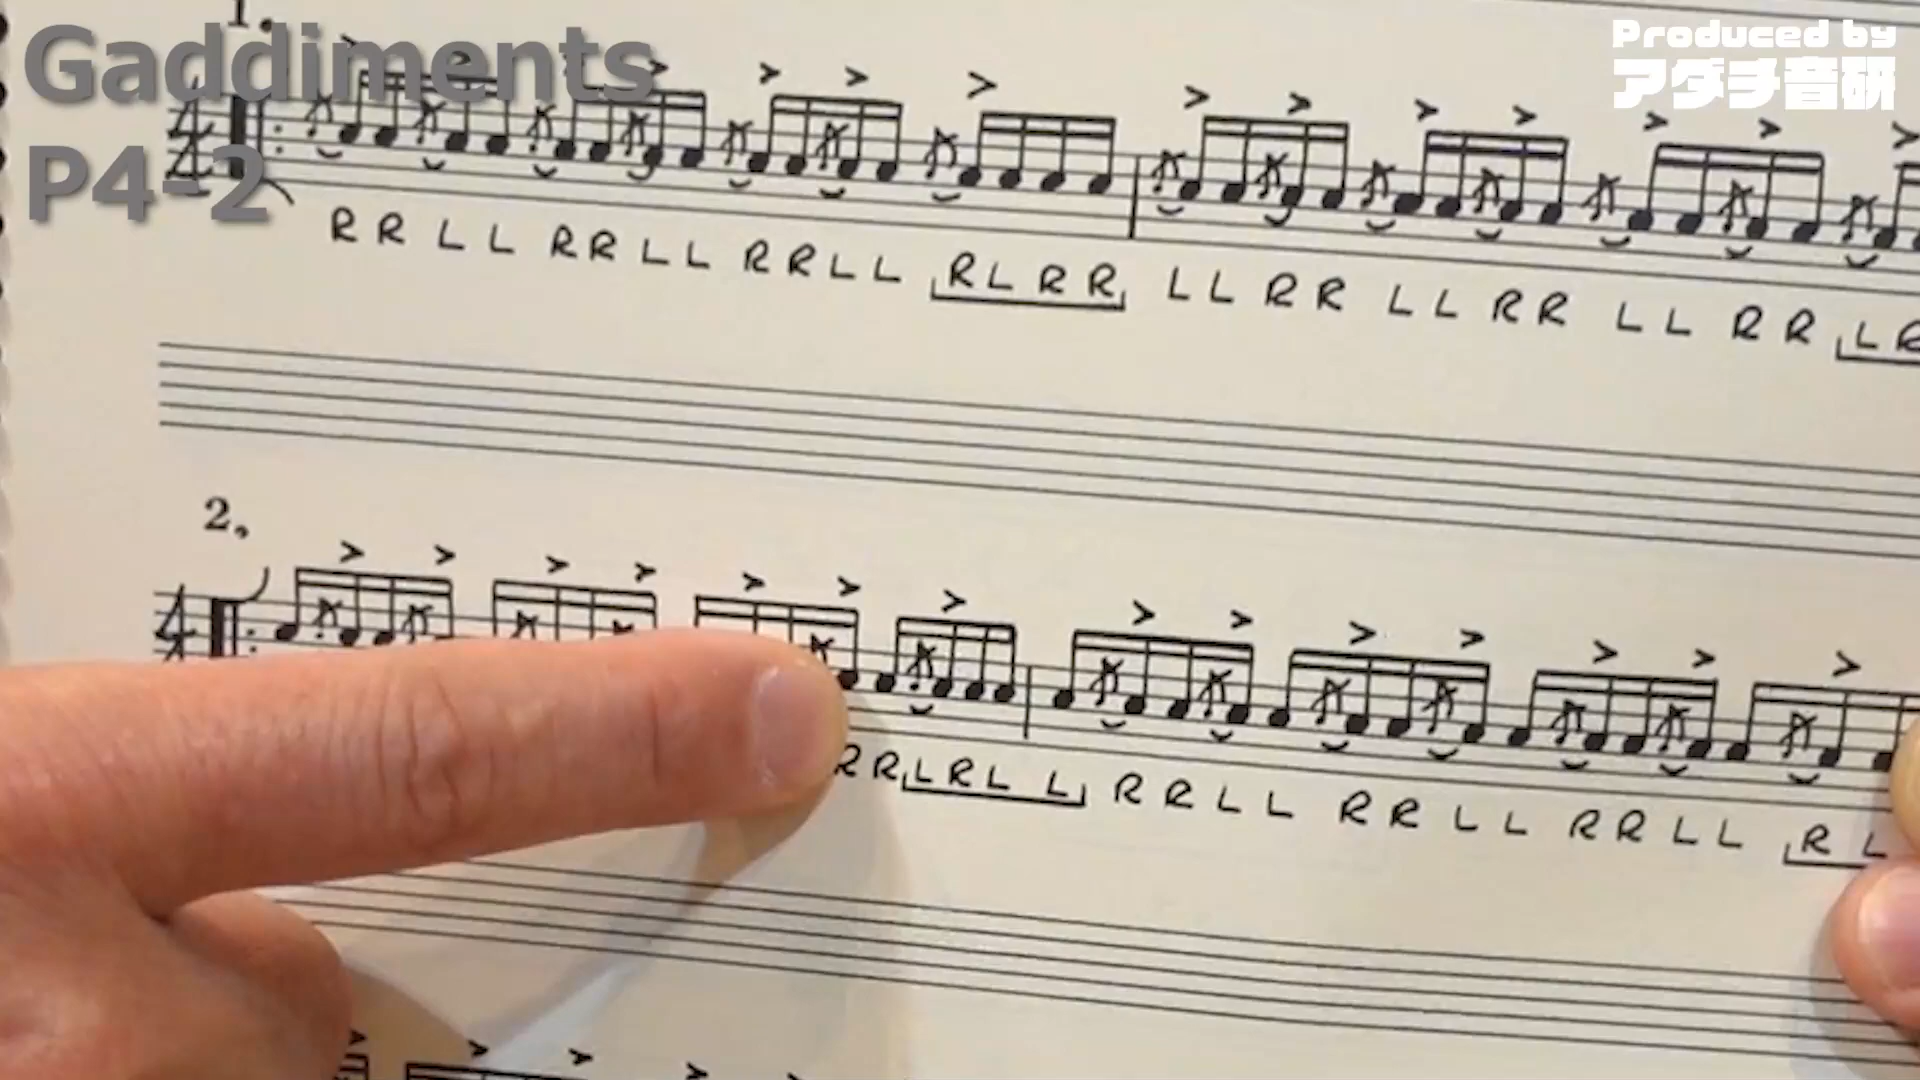 Gaddiments
P4-2
Produced by
アダチ音研
1.
R R L L R R L L R R L L R L R R L L R R L L R R L L R R L R
2.
R R L R L L R R L L R R L L R R L L R L